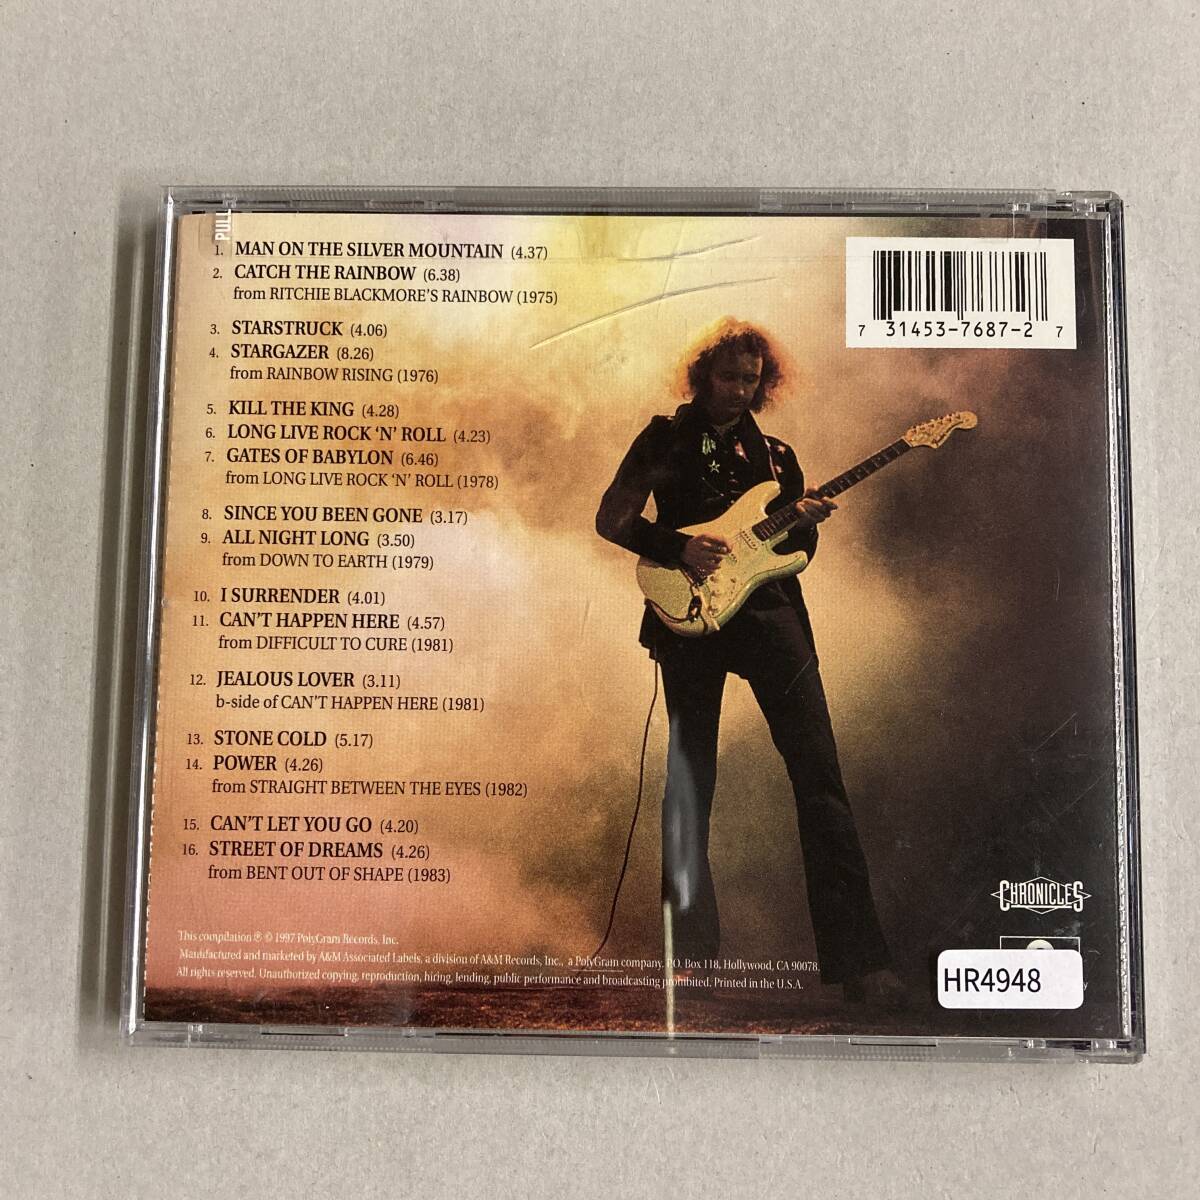 PULL
1. MAN ON THE SILVER MOUNTAIN (4.37)
2. CATCH THE RAINBOW (6.38)
from RITCHIE BLACKMORE'S RAINBOW (1975)
3. STARSTRUCK (4.06)
4. STARGAZER (8.26)
from RAINBOW RISING (1976)
5. KILL THE KING (4.28)
6. LONG LIVE ROCK 'N' ROLL (4.23)
7. GATES OF BABYLON (6.46)
from LONG LIVE ROCK 'N' ROLL (1978)
8. SINCE YOU BEEN GONE (3.17)
9. ALL NIGHT LONG (3.50)
from DOWN TO EARTH (1979)
10. I SURRENDER (4.01)
11. CAN'T HAPPEN HERE (4.57)
from DIFFICULT TO CURE (1981)
12. JEALOUS LOVER (3.11)
b-side of CAN'T HAPPEN HERE (1981)
13. STONE COLD (5.17)
14. POWER (4.26)
from STRAIGHT BETWEEN THE EYES (1982)
15. CAN'T LET YOU GO (4.20)
16. STREET OF DREAMS (4.26)
from BENT OUT OF SHAPE (1983)
This compilation ℗ © 1997 PolyGram Records, Inc.
Manufactured and marketed by A&M Associated Labels, a division of A&M Records, Inc., a PolyGram company. P.O. Box 118, Hollywood, CA 90078.
All rights reserved. Unauthorized copying, reproduction, hiring, lending, public performance and broadcasting prohibited. Printed in the U.S.A.
7 31453-7687-2 7
CHRONICLES
HR4948